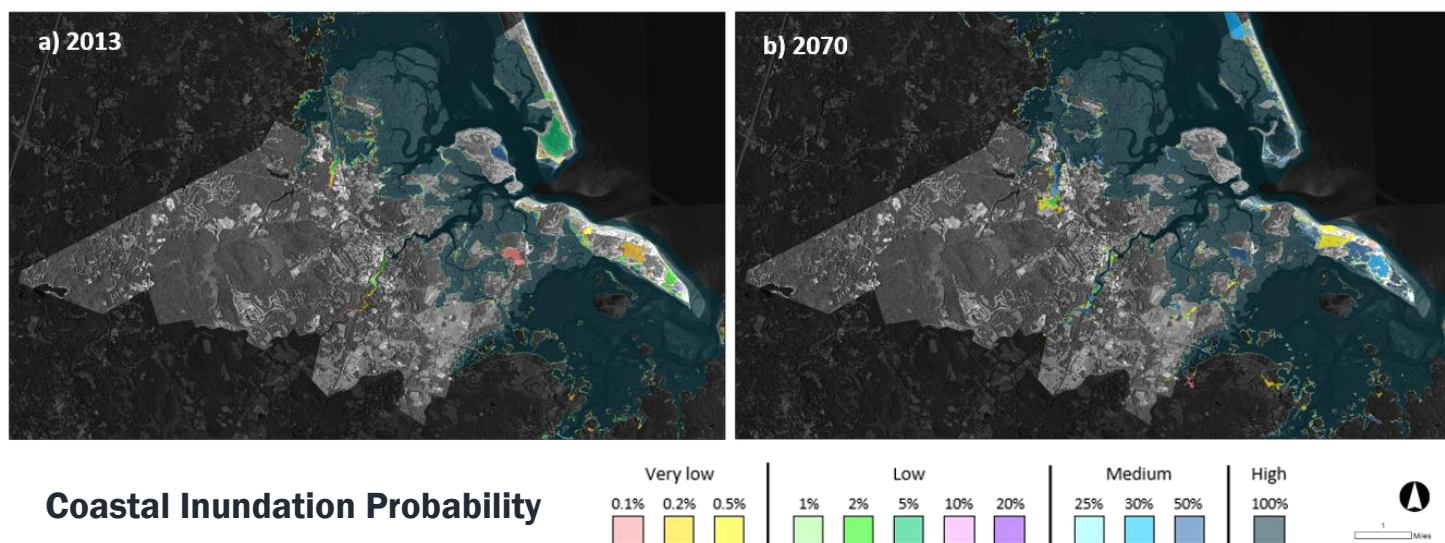 a) 2013
b) 2070
Coastal Inundation Probability
Very low
Low
Medium
High
0.1% 0.2% 0.5% 1% 2% 5% 10% 20% 25% 30% 50% 100%
1
Miles